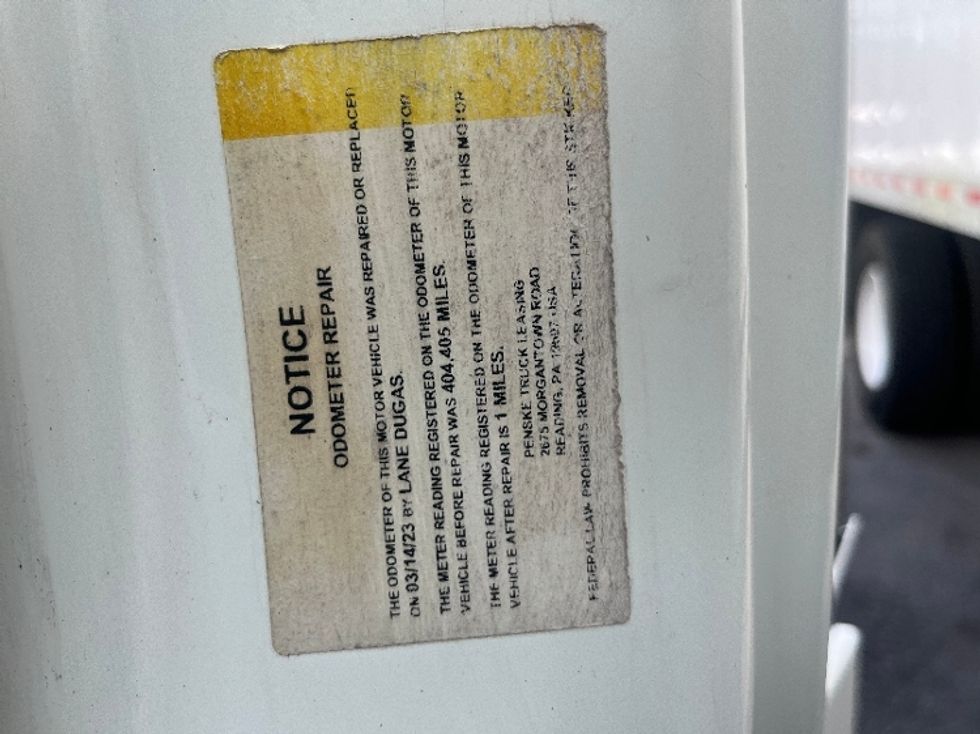 NOTICE
ODOMETER REPAIR
THE ODOMETER OF THIS MOTOR VEHICLE WAS REPAIRED OR REPLACED
ON 03/14/23 BY LANE DUGAS.
THE METER READING REGISTERED ON THE ODOMETER OF THIS MOTOR
VEHICLE BEFORE REPAIR WAS 404,405 MILES.
THE METER READING REGISTERED ON THE ODOMETER OF THIS MOTOR
VEHICLE AFTER REPAIR IS 1 MILES.
PENSKE TRUCK LEASING
2675 MORGANTOWN ROAD
READING, PA USA
FEDERAL LAW PROHIBITS REMOVAL OR ALTERATION OF THIS STICKER